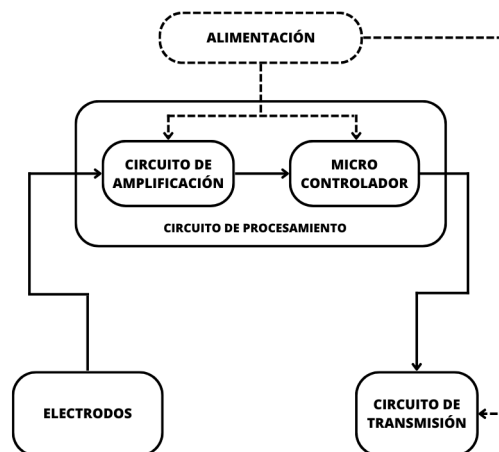 ALIMENTACIÓN
CIRCUITO DE
AMPLIFICACIÓN
MICRO
CONTROLADOR
CIRCUITO DE PROCESAMIENTO
ELECTRODOS
CIRCUITO DE
TRANSMISIÓN